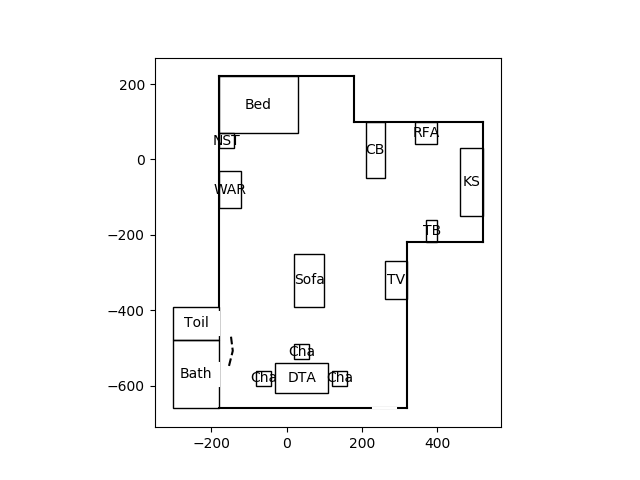 200
Bed
NST
RFA
CB
0
KS
WAR
TB
−200
Sofa
TV
−400
Toil
Cha
Bath
Cha
DTA
Cha
−600
−200
0
200
400